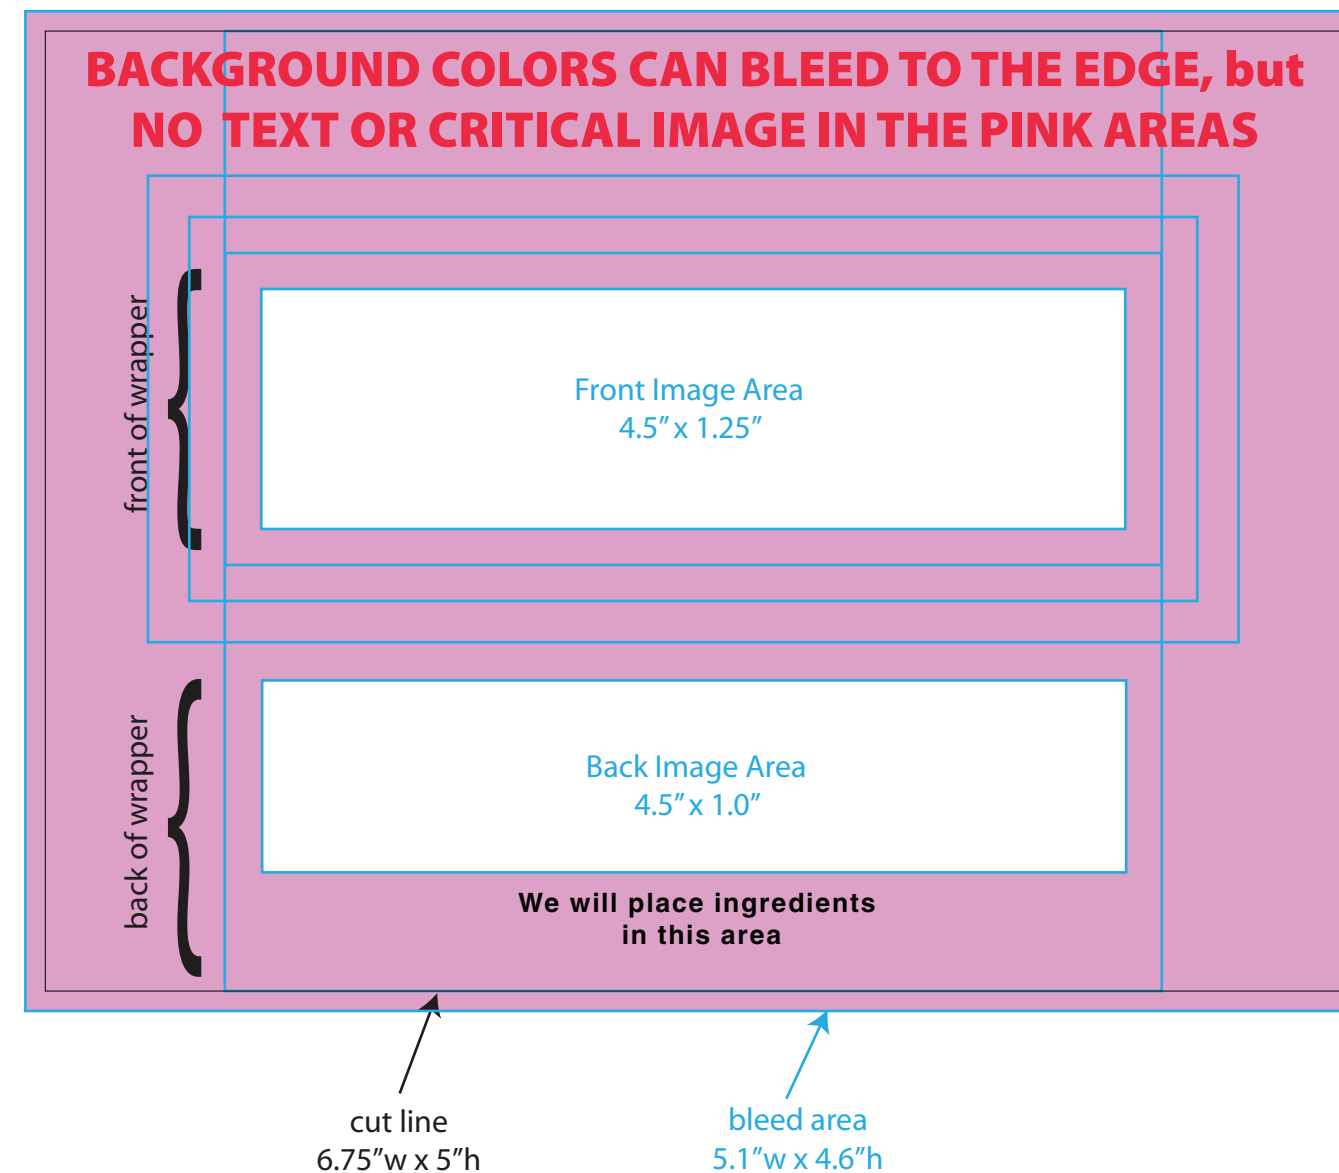 BACKGROUND COLORS CAN BLEED TO THE EDGE, but
NO TEXT OR CRITICAL IMAGE IN THE PINK AREAS
front of wrapper
Front Image Area
4.5” x 1.25”
back of wrapper
Back Image Area
4.5” x 1.0”
We will place ingredients
in this area
cut line
6.75”w x 5”h
bleed area
5.1”w x 4.6”h